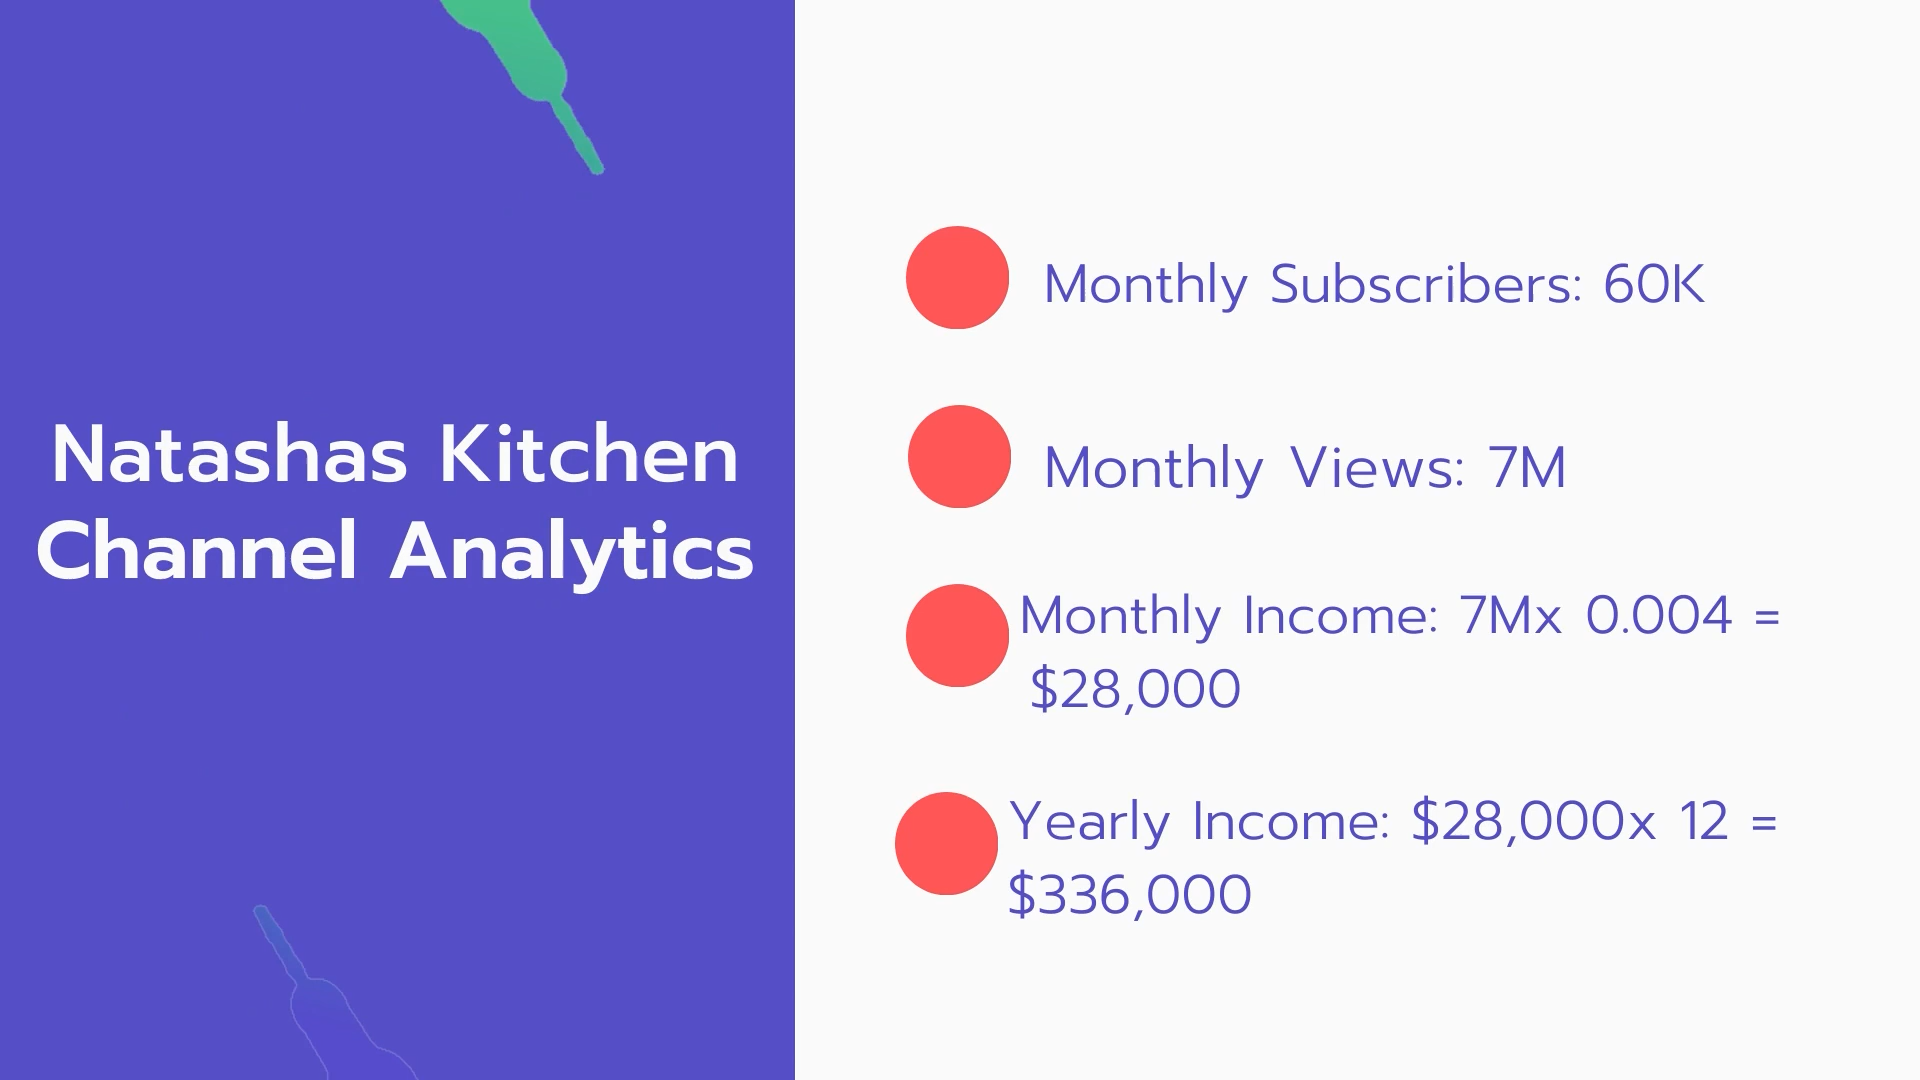 Natashas Kitchen
Channel Analytics
Monthly Subscribers: 60K
Monthly Views: 7M
Monthly Income: 7Mx 0.004 =
$28,000
Yearly Income: $28,000x 12 =
$336,000